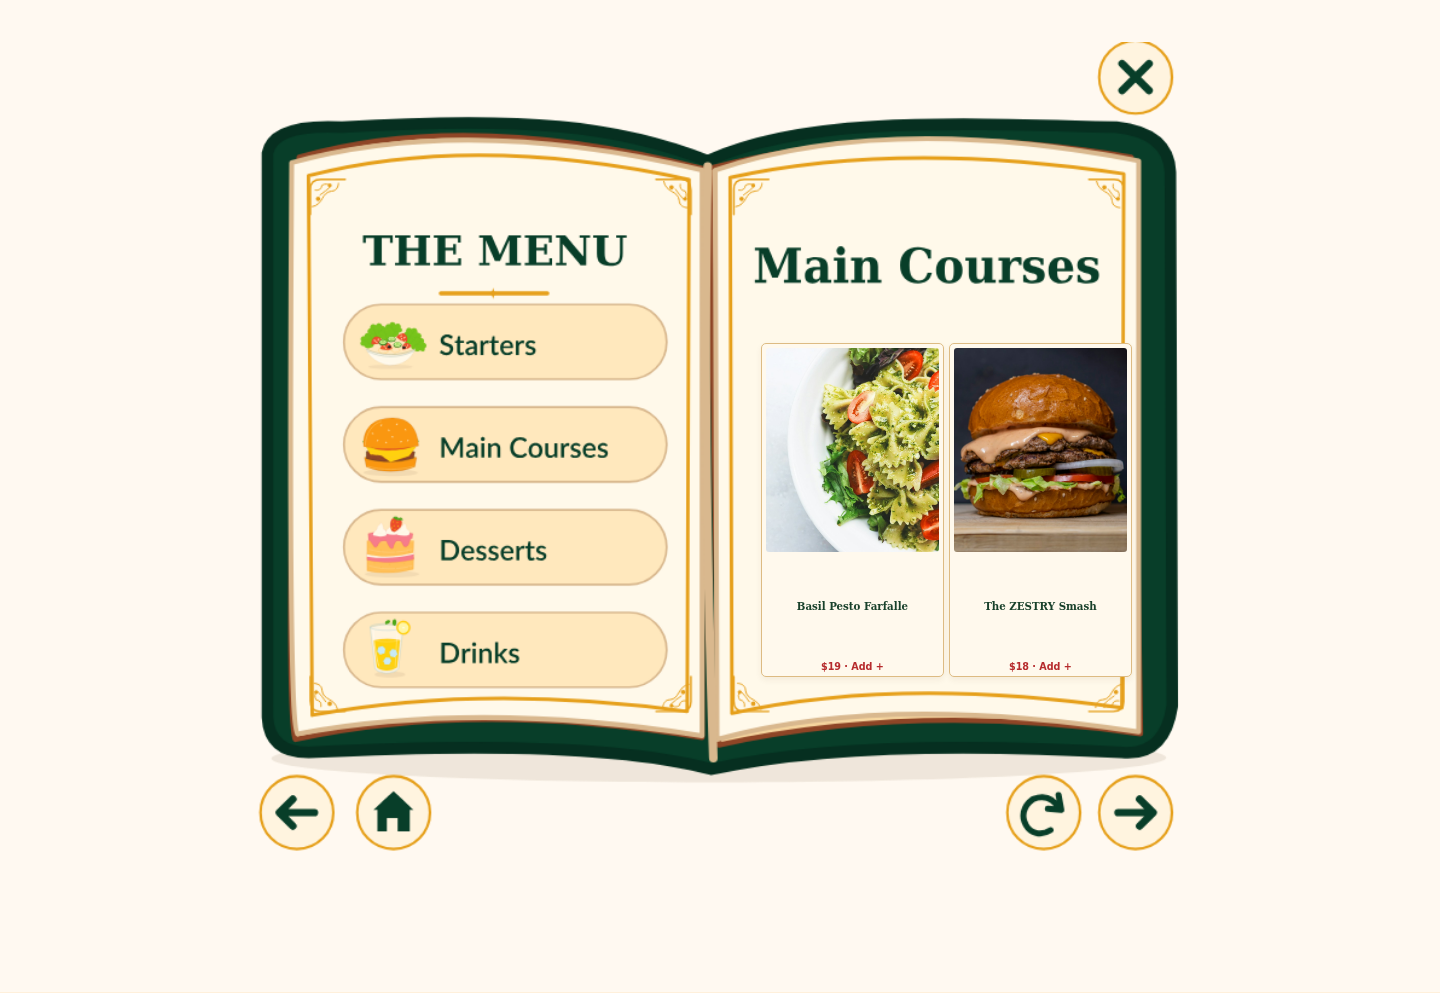 THE MENU
Starters
Main Courses
Desserts
Drinks
Main Courses
Basil Pesto Farfalle
$19 · Add +
The ZESTRY Smash
$18 · Add +